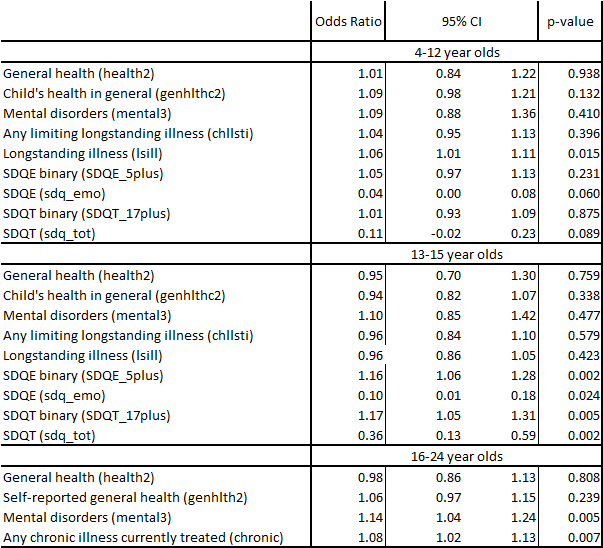 Odds Ratio 95% CI p-value
4-12 year olds
General health (health2) 1.01 0.84 1.22 0.938
Child's health in general (genhlthc2) 1.09 0.98 1.21 0.132
Mental disorders (mental3) 1.09 0.88 1.36 0.410
Any limiting longstanding illness (chllsti) 1.04 0.95 1.13 0.396
Longstanding illness (lsill) 1.06 1.01 1.11 0.015
SDQE binary (SDQE_5plus) 1.05 0.97 1.13 0.231
SDQE (sdq_emo) 0.04 0.00 0.08 0.060
SDQT binary (SDQT_17plus) 1.01 0.93 1.09 0.875
SDQT (sdq_tot) 0.11 -0.02 0.23 0.089
13-15 year olds
General health (health2) 0.95 0.70 1.30 0.759
Child's health in general (genhlthc2) 0.94 0.82 1.07 0.338
Mental disorders (mental3) 1.10 0.85 1.42 0.477
Any limiting longstanding illness (chllsti) 0.96 0.84 1.10 0.579
Longstanding illness (lsill) 0.96 0.86 1.05 0.423
SDQE binary (SDQE_5plus) 1.16 1.06 1.28 0.002
SDQE (sdq_emo) 0.10 0.01 0.18 0.024
SDQT binary (SDQT_17plus) 1.17 1.05 1.31 0.005
SDQT (sdq_tot) 0.36 0.13 0.59 0.002
16-24 year olds
General health (health2) 0.98 0.86 1.13 0.808
Self-reported general health (genhlth2) 1.06 0.97 1.15 0.239
Mental disorders (mental3) 1.14 1.04 1.24 0.005
Any chronic illness currently treated (chronic) 1.08 1.02 1.13 0.007